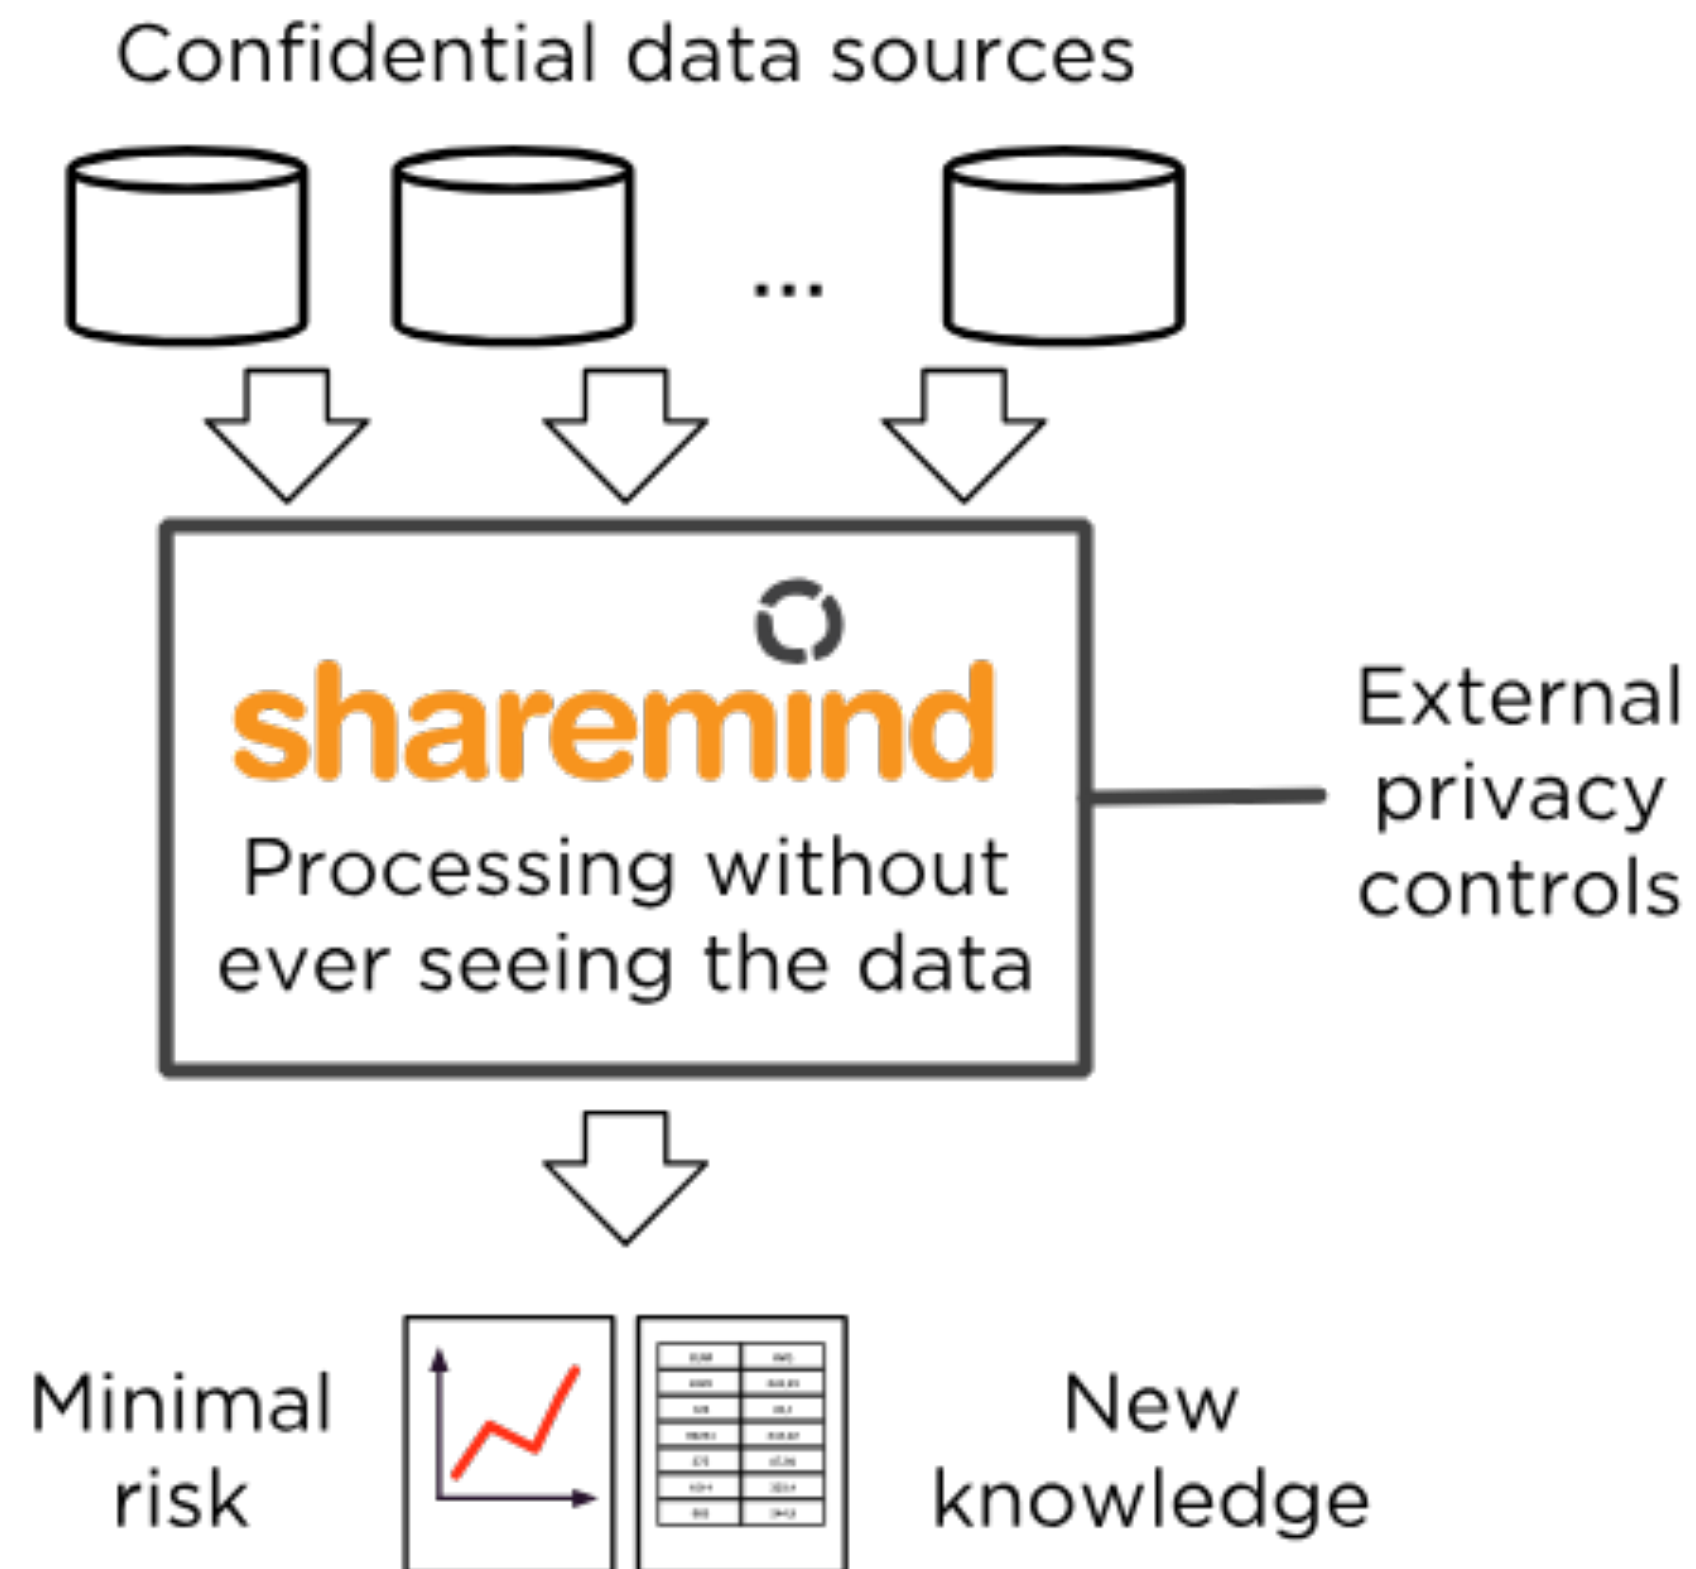 Confidential data sources
...
sharemind
Processing without
ever seeing the data
External
privacy
controls
Minimal
risk
New
knowledge